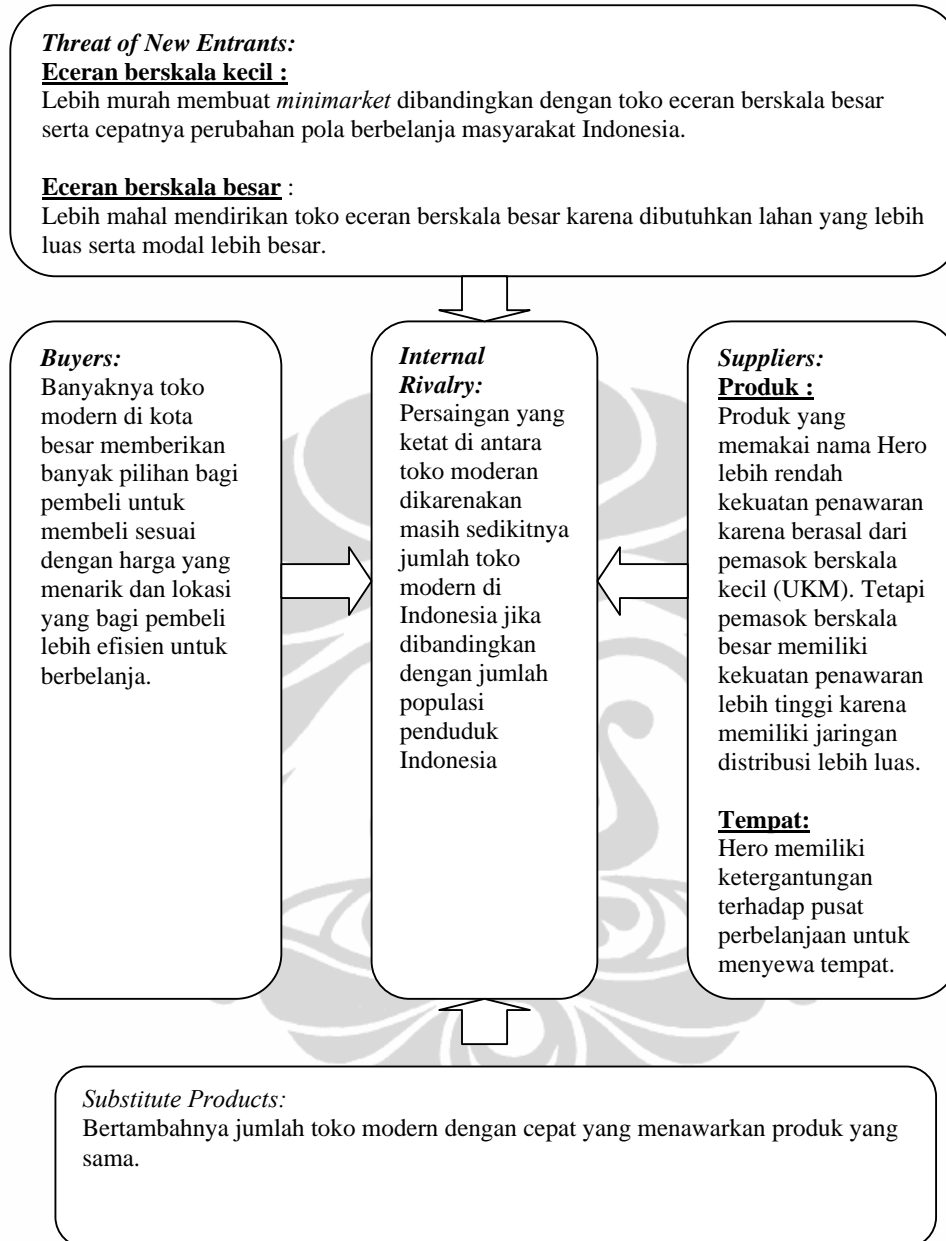 Threat of New Entrants:
Eceran berskala kecil :
Lebih murah membuat minimarket dibandingkan dengan toko eceran berskala besar
serta cepatnya perubahan pola berbelanja masyarakat Indonesia.
Eceran berskala besar :
Lebih mahal mendirikan toko eceran berskala besar karena dibutuhkan lahan yang lebih
luas serta modal lebih besar.
Buyers:
Banyaknya toko
modern di kota
besar memberikan
banyak pilihan bagi
pembeli untuk
membeli sesuai
dengan harga yang
menarik dan lokasi
yang bagi pembeli
lebih efisien untuk
berbelanja.
Internal
Rivalry:
Persaingan yang
ketat di antara
toko moderan
dikarenakan
masih sedikitnya
jumlah toko
modern di
Indonesia jika
dibandingkan
dengan jumlah
populasi
penduduk
Indonesia
Suppliers:
Produk :
Produk yang
memakai nama Hero
lebih rendah
kekuatan penawaran
karena berasal dari
pemasok berskala
kecil (UKM). Tetapi
pemasok berskala
besar memiliki
kekuatan penawaran
lebih tinggi karena
memiliki jaringan
distribusi lebih luas.
Tempat:
Hero memiliki
ketergantungan
terhadap pusat
perbelanjaan untuk
menyewa tempat.
Substitute Products:
Bertambahnya jumlah toko modern dengan cepat yang menawarkan produk yang
sama.